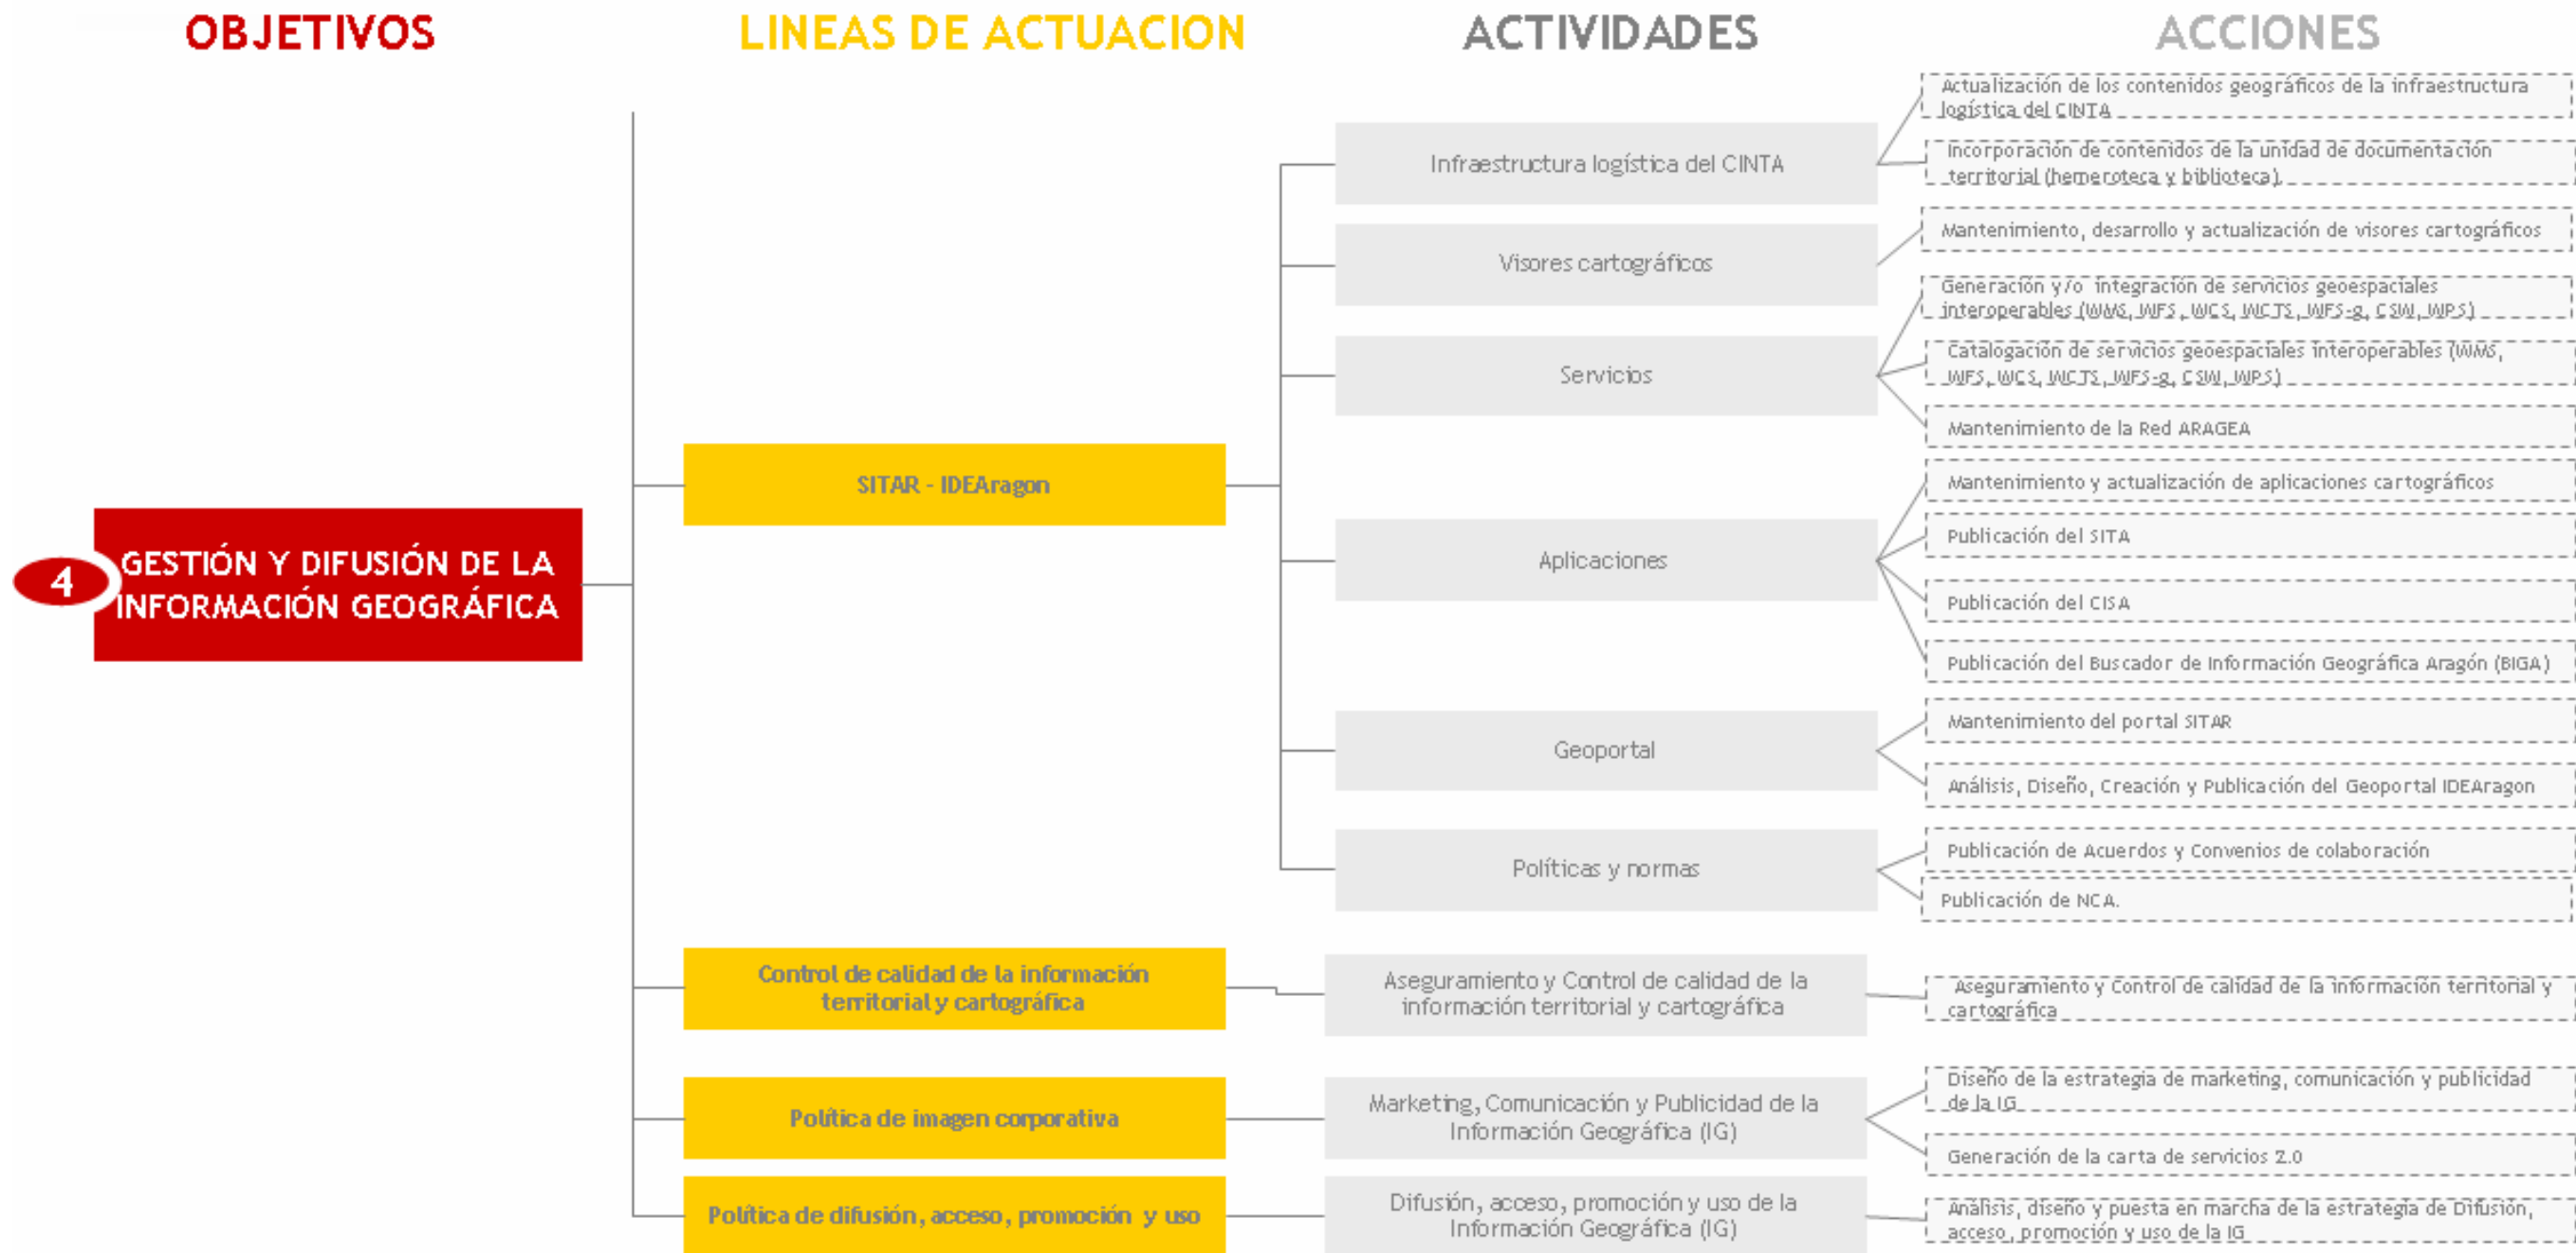 OBJETIVOS
LINEAS DE ACTUACION
ACTIVIDADES
ACCIONES
4
GESTIÓN Y DIFUSIÓN DE LA
INFORMACIÓN GEOGRÁFICA
SITAR - IDEAragon
Infraestructura logística del CINTA
Actualización de los contenidos geográficos de la infraestructura
logística del CINTA
Incorporación de contenidos de la unidad de documentación
territorial (hemeroteca y biblioteca).
Visores cartográficos
Mantenimiento, desarrollo y actualización de visores cartográficos
Servicios
Generación y/o integración de servicios geoespaciales
interoperables (WMS, WFS, WCS, WCTS, WFS-g, CSW, WPS)
Catalogación de servicios geoespaciales interoperables (WMS,
WFS, WCS, WCTS, WFS-g, CSW, WPS)
Mantenimiento de la Red ARAGEA
Aplicaciones
Mantenimiento y actualización de aplicaciones cartográficos
Publicación del SITA
Publicación del CISA
Publicación del Buscador de Información Geográfica Aragón (BIGA)
Geoportal
Mantenimiento del portal SITAR
Análisis, Diseño, Creación y Publicación del Geoportal IDEAragon
Políticas y normas
Publicación de Acuerdos y Convenios de colaboración
Publicación de NCA.
Control de calidad de la información
territorial y cartográfica
Aseguramiento y Control de calidad de la
información territorial y cartográfica
Aseguramiento y Control de calidad de la información territorial y
cartográfica
Política de imagen corporativa
Marketing, Comunicación y Publicidad de la
Información Geográfica (IG)
Diseño de la estrategia de marketing, comunicación y publicidad
de la IG
Generación de la carta de servicios 2.0
Política de difusión, acceso, promoción y uso
Difusión, acceso, promoción y uso de la
Información Geográfica (IG)
Análisis, diseño y puesta en marcha de la estrategia de Difusión,
acceso, promoción y uso de la IG